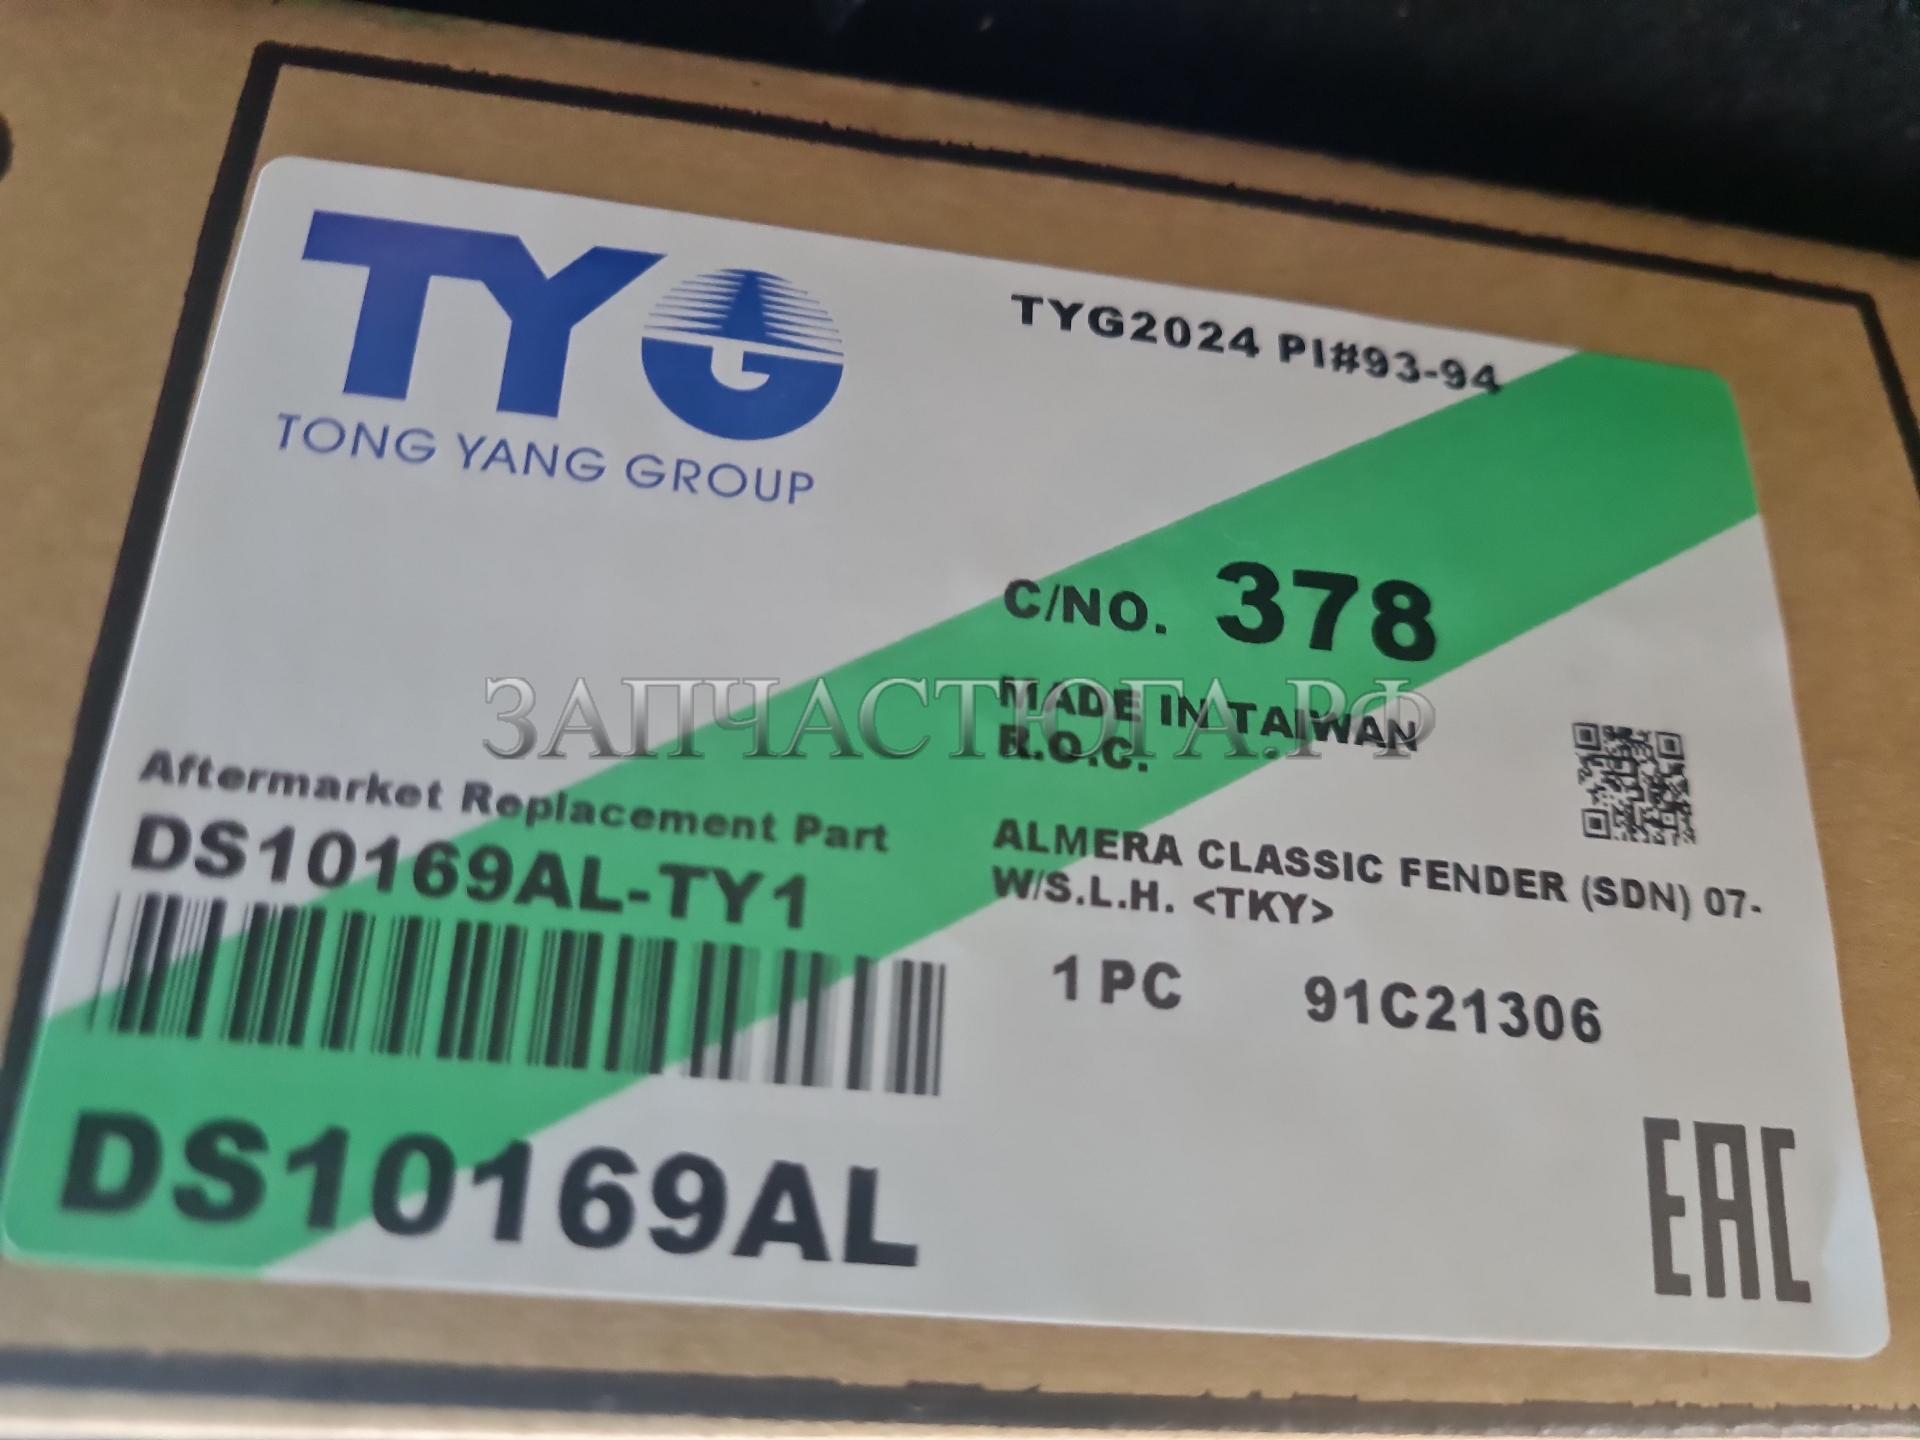 TYG
TONG YANG GROUP
TYG2024 PI#93-94
C/NO. 378
MADE IN TAIWAN
R.O.C.
ЗАПЧАСТЮГА.РФ
Aftermarket Replacement Part
DS10169AL-TY1
ALMERA CLASSIC FENDER (SDN) 07-
W/S.L.H. <TKY>
1 PC 91C21306
DS10169AL
EAC